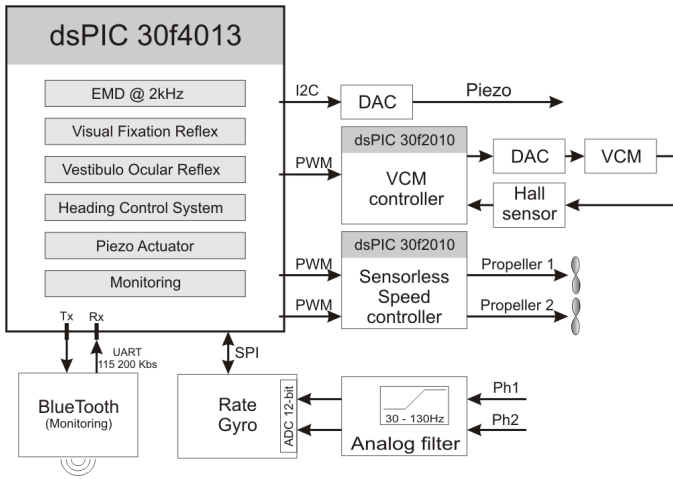 dsPIC 30f4013
EMD @ 2kHz
Visual Fixation Reflex
Vestibulo Ocular Reflex
Heading Control System
Piezo Actuator
Monitoring
I2C
DAC
Piezo
PWM
dsPIC 30f2010
VCM
controller
DAC
VCM
Hall
sensor
PWM
PWM
dsPIC 30f2010
Sensorless
Speed
controller
Propeller 1
Propeller 2
Tx
Rx
UART
115 200 Kbs
SPI
BlueTooth
(Monitoring)
Rate
Gyro
ADC 12-bit
30 - 130Hz
Analog filter
Ph1
Ph2